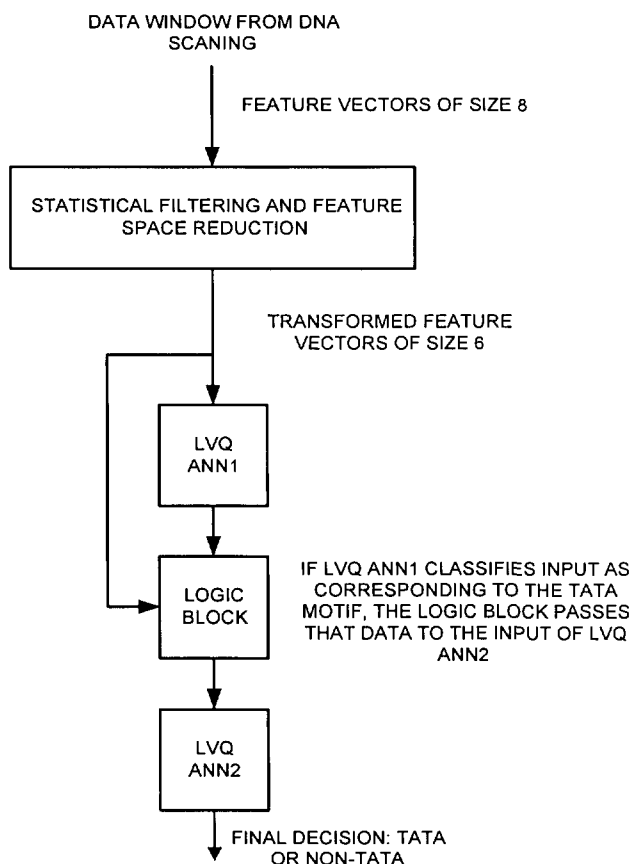 DATA WINDOW FROM DNA
SCANING
FEATURE VECTORS OF SIZE 8
STATISTICAL FILTERING AND FEATURE
SPACE REDUCTION
TRANSFORMED FEATURE
VECTORS OF SIZE 6
LVQ
ANN1
LOGIC
BLOCK
IF LVQ ANN1 CLASSIFIES INPUT AS
CORRESPONDING TO THE TATA
MOTIF, THE LOGIC BLOCK PASSES
THAT DATA TO THE INPUT OF LVQ
ANN2
LVQ
ANN2
FINAL DECISION: TATA
OR NON-TATA